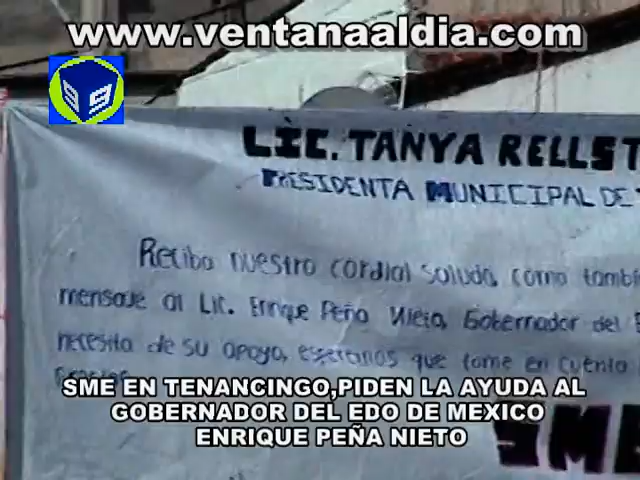 www.ventanaaldia.com
LIC. TANYA RELLST
PRESIDENTA MUNICIPAL DE
Reciba nuestro cordial saludo, como tambi
mensaje al Lic. Enrique Peña Nieto, Gobernador del
necesita de su apoyo, esperamos que tome en cuenta
SME EN TENANCINGO,PIDEN LA AYUDA AL
GOBERNADOR DEL EDO DE MEXICO
ENRIQUE PEÑA NIETO
SME